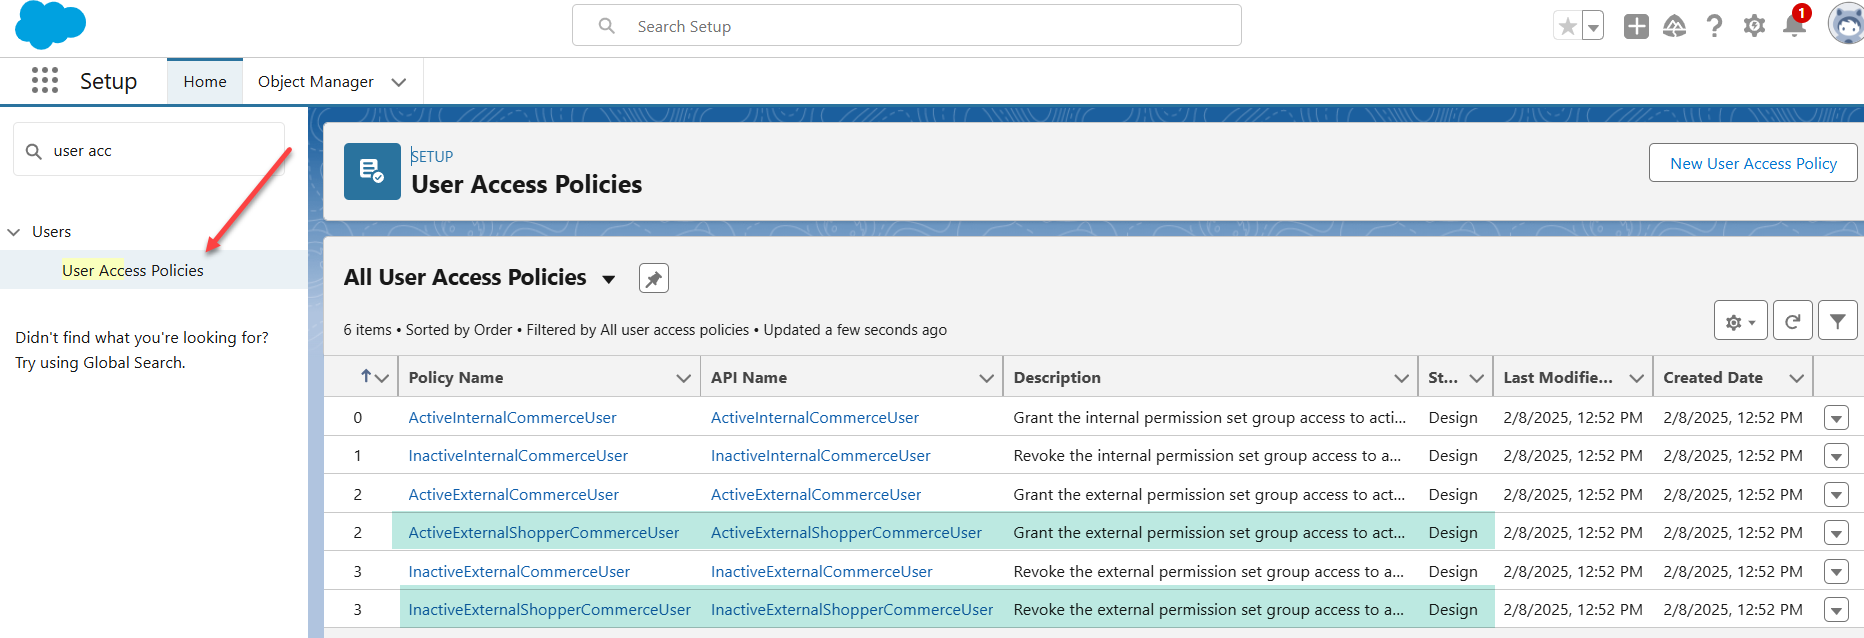 Search Setup
1
Setup
Home
Object Manager
user acc
Users
User Access Policies
Didn't find what you're looking for?
Try using Global Search.
SETUP
User Access Policies
New User Access Policy
All User Access Policies
6 items • Sorted by Order • Filtered by All user access policies • Updated a few seconds ago
Policy Name API Name Description St... Last Modifie... Created Date
0 ActiveInternalCommerceUser ActiveInternalCommerceUser Grant the internal permission set group access to acti... Design 2/8/2025, 12:52 PM 2/8/2025, 12:52 PM
1 InactiveInternalCommerceUser InactiveInternalCommerceUser Revoke the internal permission set group access to a... Design 2/8/2025, 12:52 PM 2/8/2025, 12:52 PM
2 ActiveExternalCommerceUser ActiveExternalCommerceUser Grant the external permission set group access to act... Design 2/8/2025, 12:52 PM 2/8/2025, 12:52 PM
2 ActiveExternalShopperCommerceUser ActiveExternalShopperCommerceUser Grant the external permission set group access to act... Design 2/8/2025, 12:52 PM 2/8/2025, 12:52 PM
3 InactiveExternalCommerceUser InactiveExternalCommerceUser Revoke the external permission set group access to a... Design 2/8/2025, 12:52 PM 2/8/2025, 12:52 PM
3 InactiveExternalShopperCommerceUser InactiveExternalShopperCommerceUser Revoke the external permission set group access to a... Design 2/8/2025, 12:52 PM 2/8/2025, 12:52 PM